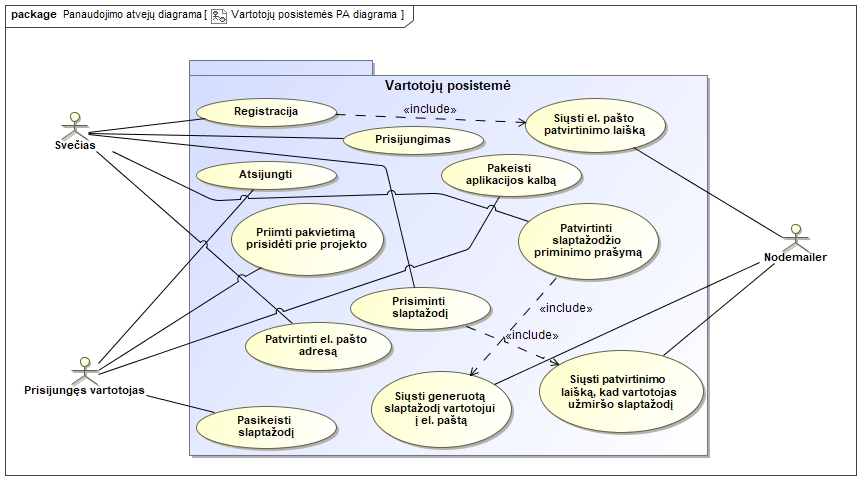 package Panaudojimo atvejų diagrama [ Vartotojų posistemės PA diagrama ]
Vartotojų posistemė
Registracija
«include»
Siųsti el. pašto
patvirtinimo laišką
Svečias
Prisijungimas
Atsijungti
Pakeisti
aplikacijos kalbą
Priimti pakvietimą
prisidėti prie projekto
Patvirtinti
slaptažodžio
priminimo prašymą
Nodemailer
Prisiminti
slaptažodį
«include»
«include»
Patvirtinti el. pašto
adresą
Prisijungęs vartotojas
Siųsti generuotą
slaptažodį vartotojui
į el. paštą
Siųsti patvirtinimo
laišką, kad vartotojas
užmiršo slaptažodį
Pasikeisti
slaptažodį